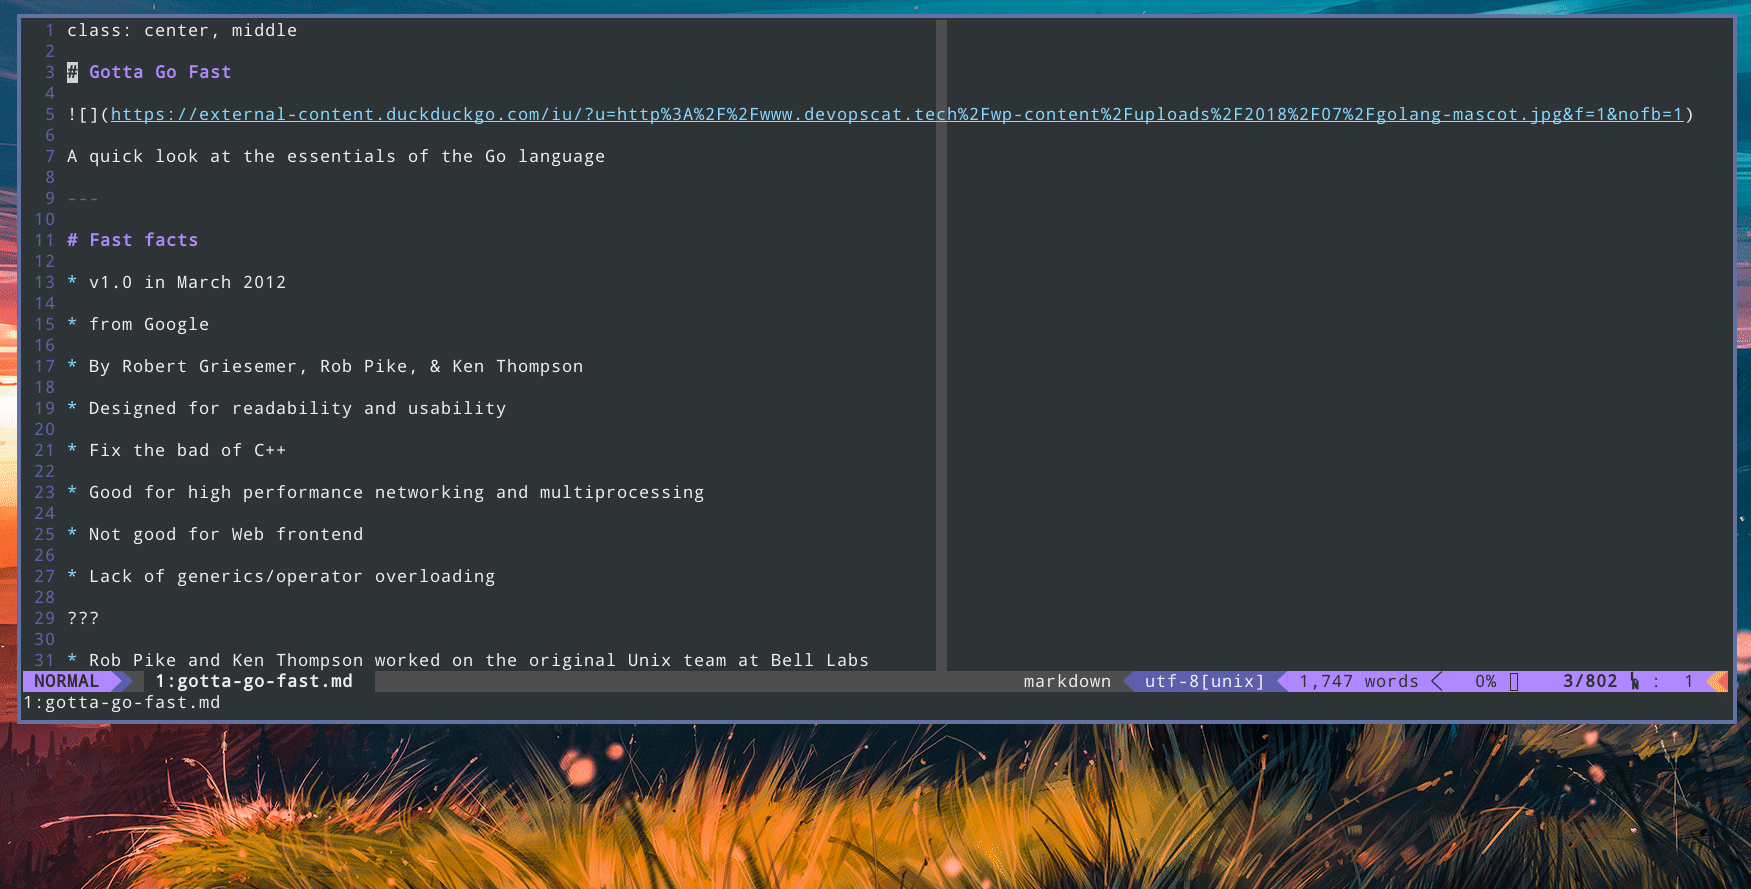 1 class: center, middle
2
3 # Gotta Go Fast
4
5 ![](https://external-content.duckduckgo.com/iu/?u=http%3A%2F%2Fwww.devopscat.tech%2Fwp-content%2Fuploads%2F2018%2F07%2Fgolang-mascot.jpg&f=1&nofb=1)
6
7 A quick look at the essentials of the Go language
8
9 ---
10
11 # Fast facts
12
13 * v1.0 in March 2012
14
15 * from Google
16
17 * By Robert Griesemer, Rob Pike, & Ken Thompson
18
19 * Designed for readability and usability
20
21 * Fix the bad of C++
22
23 * Good for high performance networking and multiprocessing
24
25 * Not good for Web frontend
26
27 * Lack of generics/operator overloading
28
29 ???
30
31 * Rob Pike and Ken Thompson worked on the original Unix team at Bell Labs
NORMAL 1:gotta-go-fast.md markdown utf-8[unix] 1,747 words 0% 3/802 : 1
1:gotta-go-fast.md